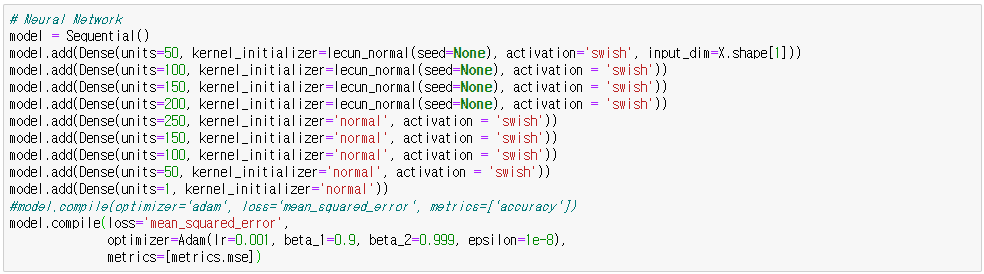 # Neural Network
model = Sequential()
model.add(Dense(units=50, kernel_initializer=lecun_normal(seed=None), activation='swish', input_dim=X.shape[1]))
model.add(Dense(units=100, kernel_initializer=lecun_normal(seed=None), activation = 'swish'))
model.add(Dense(units=150, kernel_initializer=lecun_normal(seed=None), activation = 'swish'))
model.add(Dense(units=200, kernel_initializer=lecun_normal(seed=None), activation = 'swish'))
model.add(Dense(units=250, kernel_initializer='normal', activation = 'swish'))
model.add(Dense(units=150, kernel_initializer='normal', activation = 'swish'))
model.add(Dense(units=100, kernel_initializer='normal', activation = 'swish'))
model.add(Dense(units=50, kernel_initializer='normal', activation = 'swish'))
model.add(Dense(units=1, kernel_initializer='normal'))
#model.compile(optimizer='adam', loss='mean_squared_error', metrics=['accuracy'])
model.compile(loss='mean_squared_error',
              optimizer=Adam(lr=0.001, beta_1=0.9, beta_2=0.999, epsilon=1e-8),
              metrics=[metrics.mse])